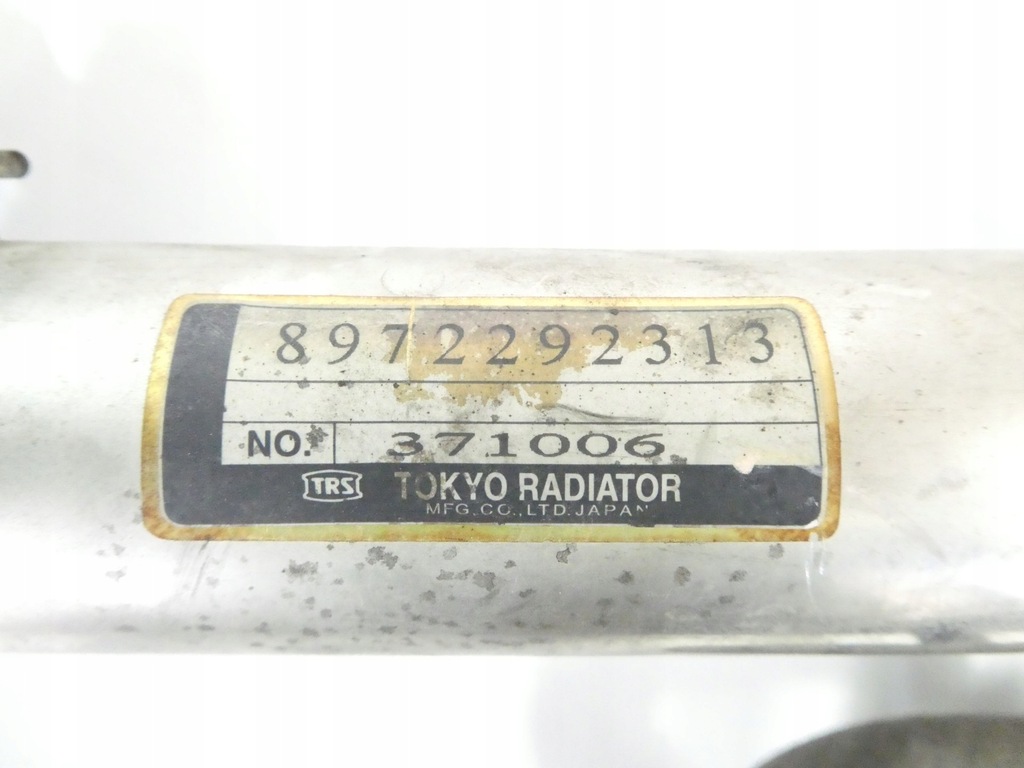 8972292313
NO. 371006
TRS TOKYO RADIATOR
MFG.CO.,LTD.JAPAN